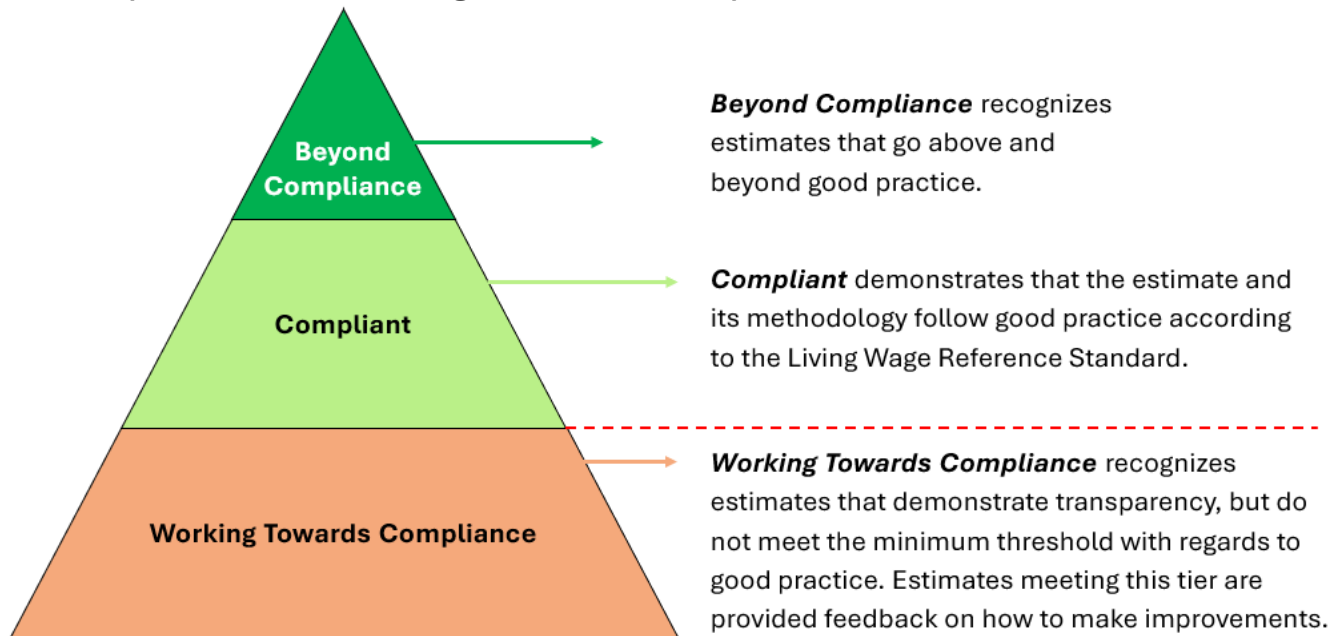 Beyond
Compliance
Beyond Compliance recognizes
estimates that go above and
beyond good practice.
Compliant
Compliant demonstrates that the estimate and
its methodology follow good practice according
to the Living Wage Reference Standard.
Working Towards Compliance
Working Towards Compliance recognizes
estimates that demonstrate transparency, but do
not meet the minimum threshold with regards to
good practice. Estimates meeting this tier are
provided feedback on how to make improvements.